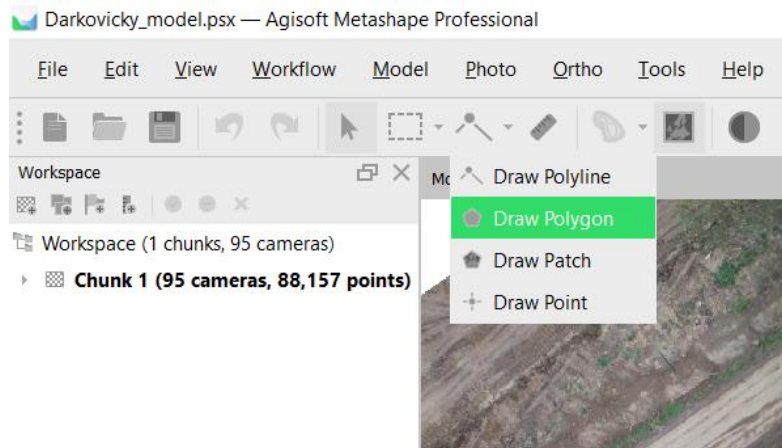 Darkovicky_model.psx — Agisoft Metashape Professional
File Edit View Workflow Model Photo Ortho Tools Help
Workspace
Draw Polyline
Draw Polygon
Draw Patch
Draw Point
Workspace (1 chunks, 95 cameras)
Chunk 1 (95 cameras, 88,157 points)